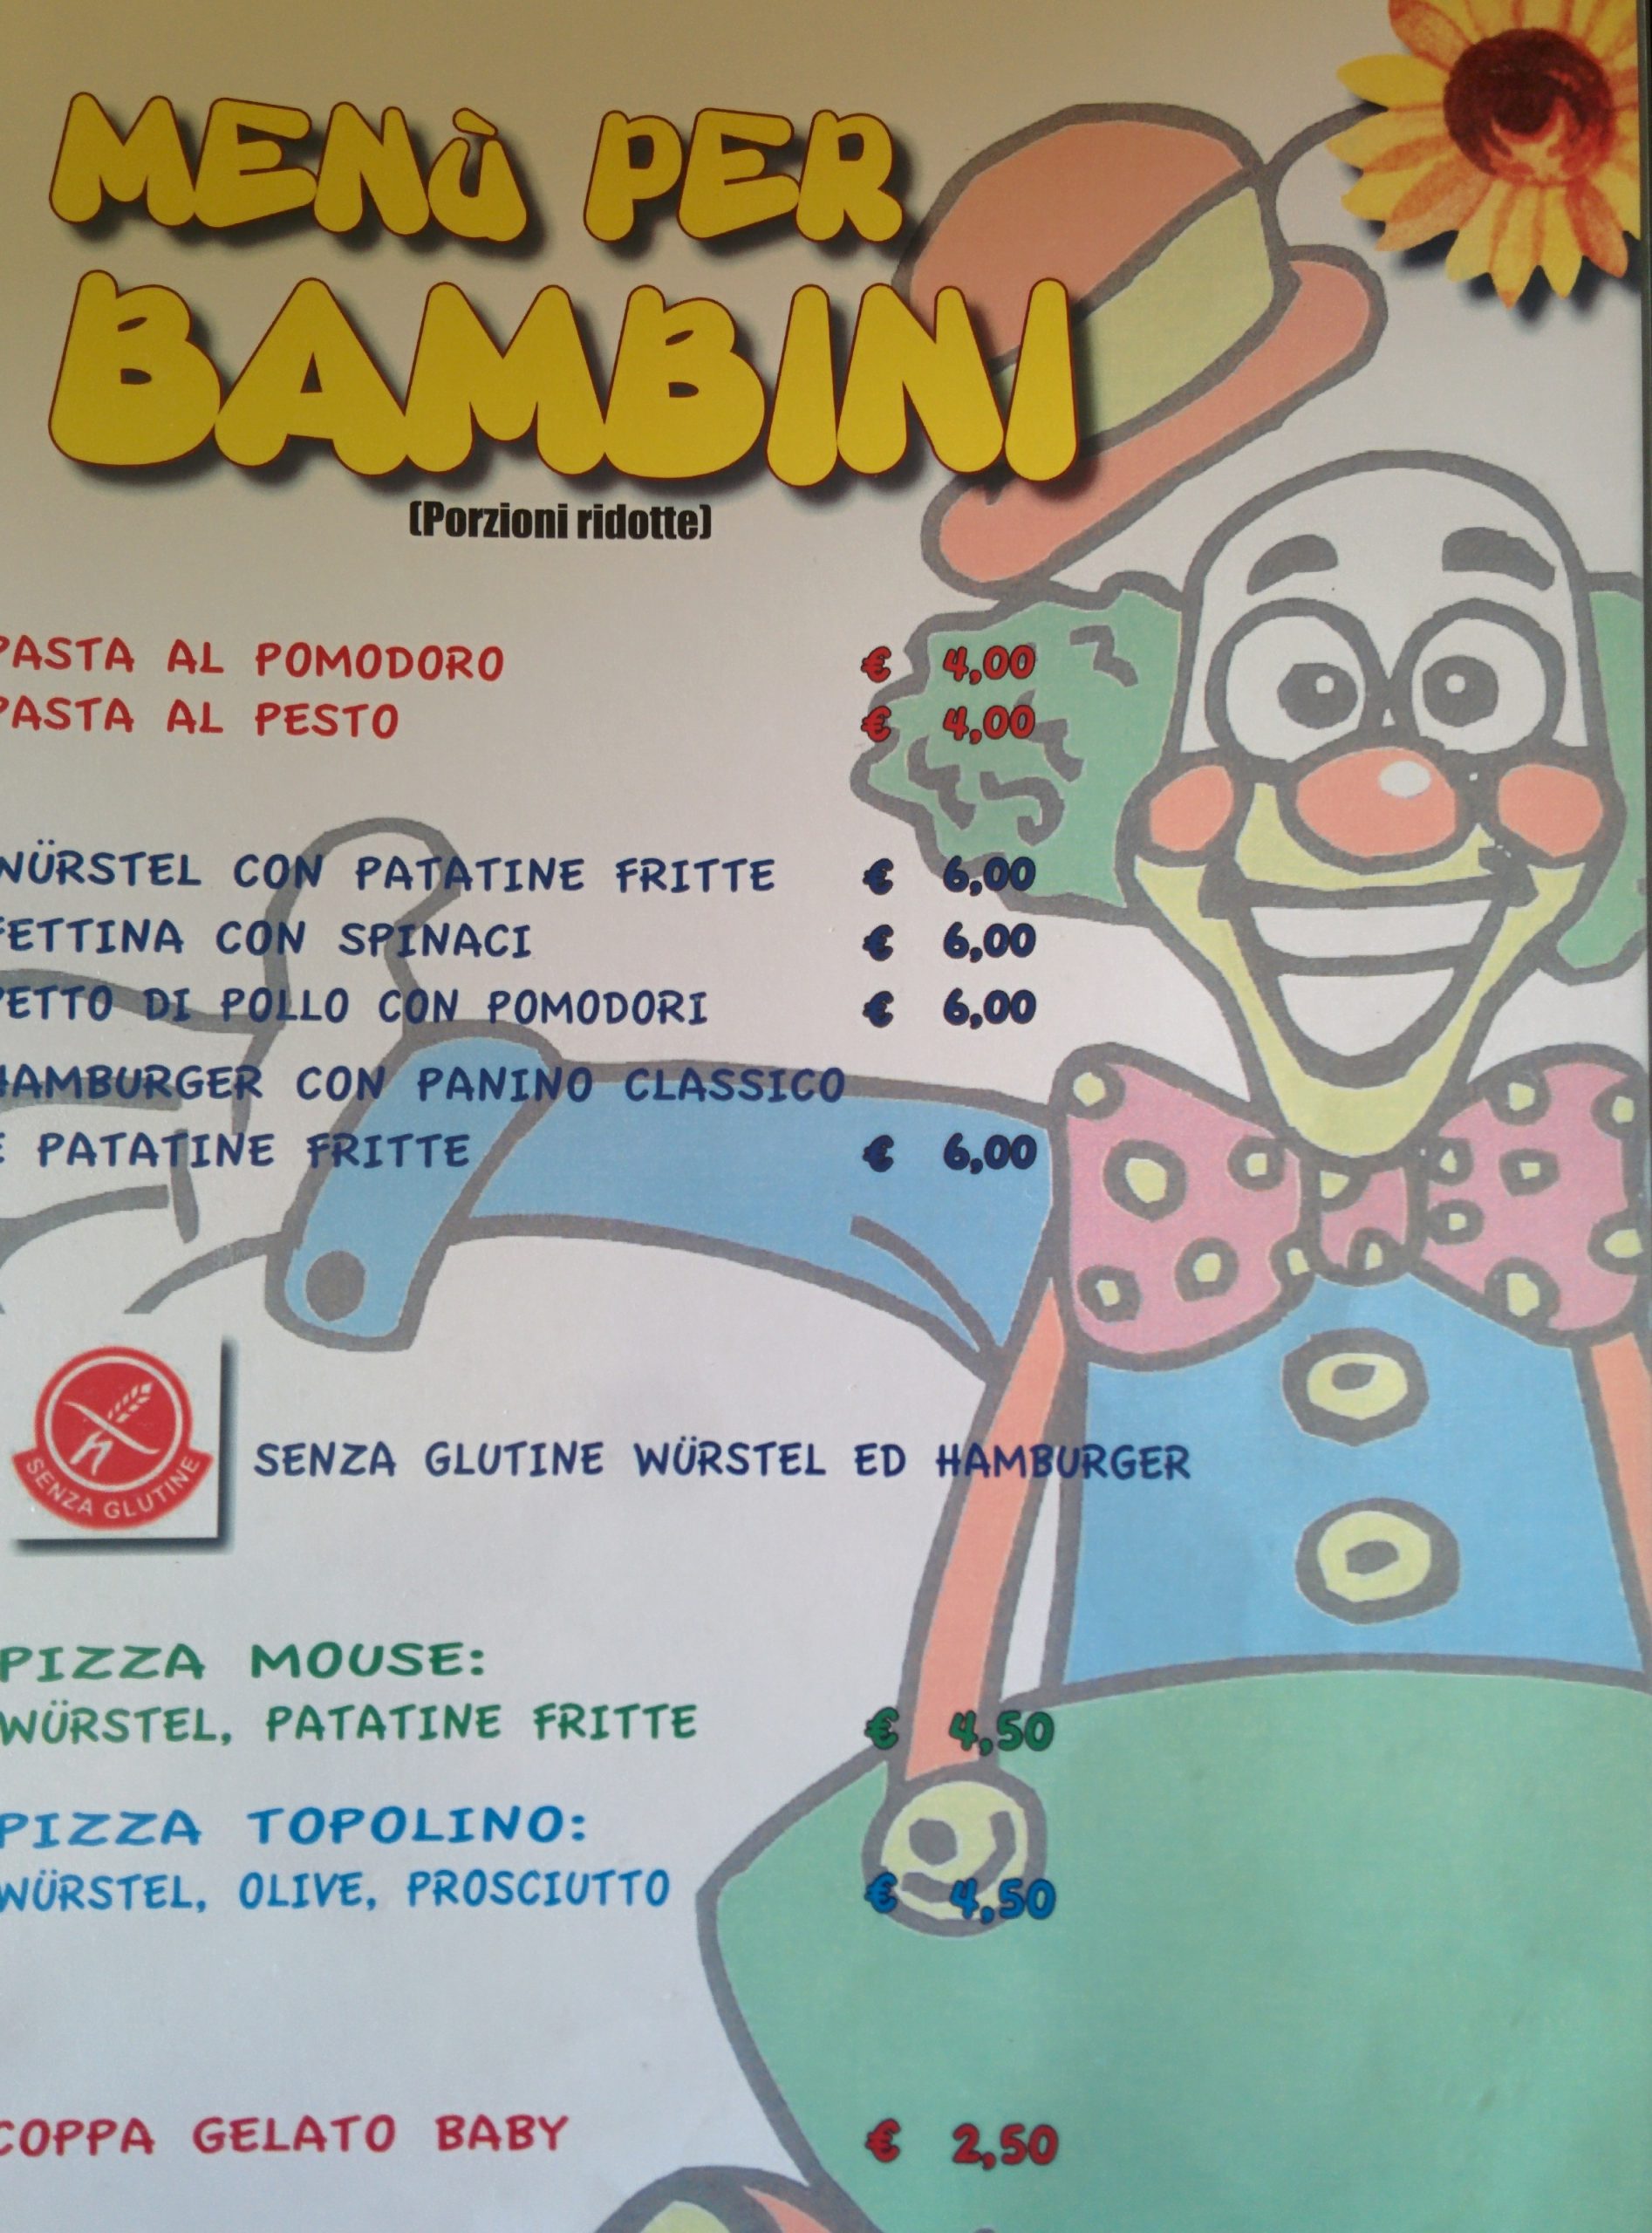 MENÙ PER
BAMBINI
(Porzioni ridotte)
PASTA AL POMODORO € 4,00
PASTA AL PESTO € 4,00
WÜRSTEL CON PATATINE FRITTE € 6,00
FETTINA CON SPINACI € 6,00
PETTO DI POLLO CON POMODORI € 6,00
HAMBURGER CON PANINO CLASSICO
E PATATINE FRITTE € 6,00
SENZA GLUTINE
SENZA GLUTINE WÜRSTEL ED HAMBURGER
PIZZA MOUSE:
WÜRSTEL, PATATINE FRITTE € 4,50
PIZZA TOPOLINO:
WÜRSTEL, OLIVE, PROSCIUTTO € 4,50
COPPA GELATO BABY € 2,50